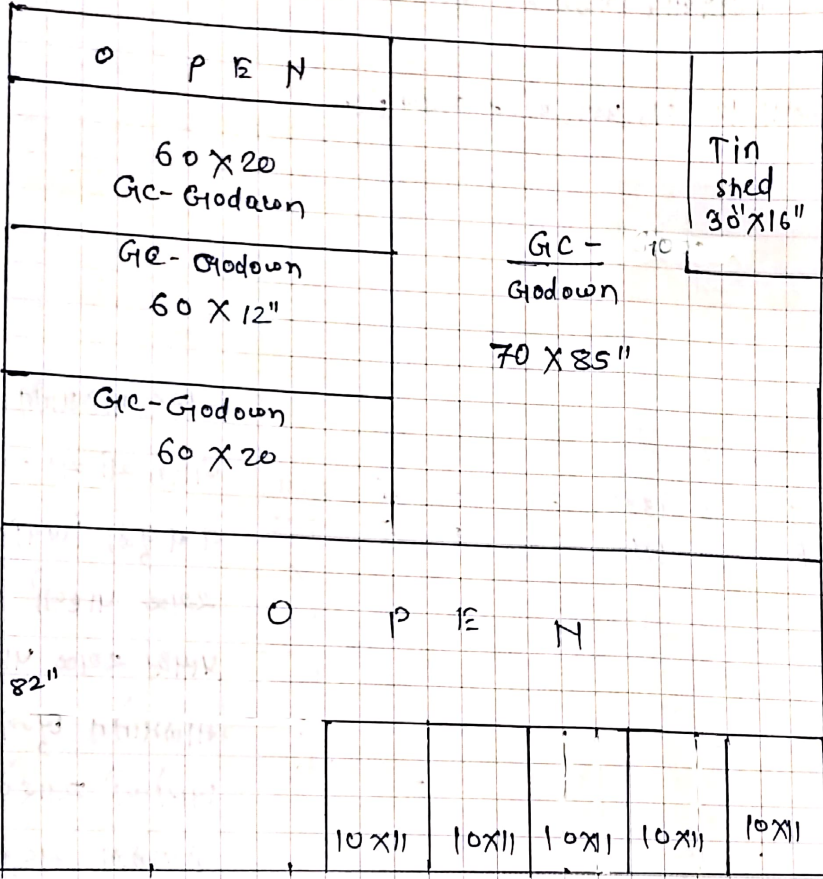 O P E N
60 X 20
GC-Godown
GC-Godown
60 X 12"
GC-Godown
60 X 20
GC-
Godown
70 X 85"
Tin
shed
30"X16"
O P E N
82"
10X11
10X11
10X11
10X11
10X11